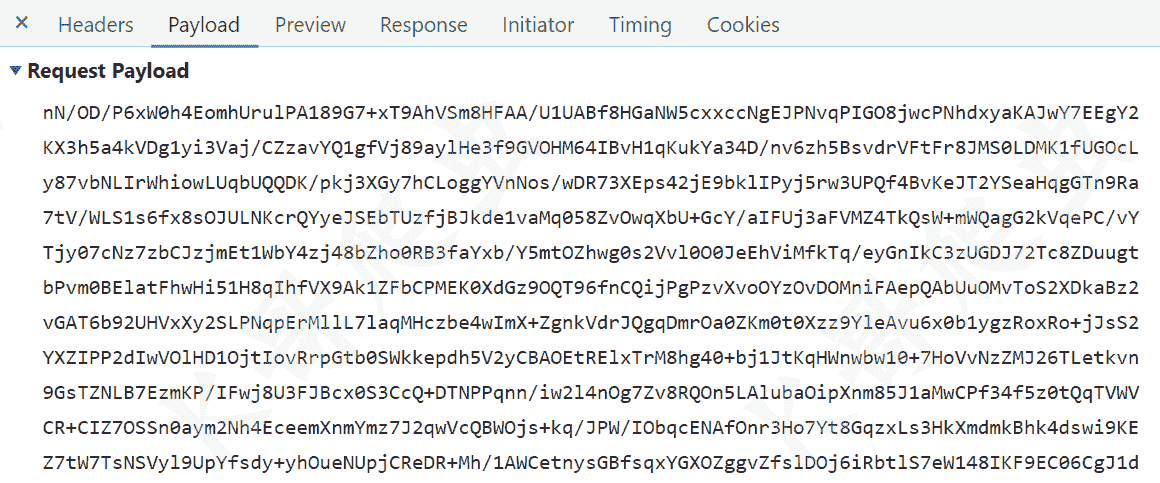 × Headers Payload Preview Response Initiator Timing Cookies
Request Payload
nN/OD/P6xW0h4EomhUrulPA189G7+xT9AhVSm8HFAA/U1UABf8HGaNW5cxxccNgEJPNvqPIGO8jwcPNhdxyaKAJwY7EEgY2
KX3h5a4kVDg1yi3Vaj/CZzavYQ1gfVj89aylHe3f9GVOHM64IBvH1qKukYa34D/nv6zh5BsvdrVFtFr8JMS0LDMK1fUGOcL
y87vbNLIrWhiowLUqbUQQDK/pkj3XGy7hCLoggYVnNos/wDR73XEps42jE9bklIPyj5rw3UPQf4BvKeJT2YSeaHqgGTn9Ra
7tV/WLS1s6fx8sOJULNKcrQYyeJSEbTUzfjBJkde1vaMq058ZvOwqXbU+GcY/aIFUj3aFVMZ4TkQsW+mWQagG2kVqePC/vY
Tjy07cNz7zbCJzjmEt1WbY4zj48bZho0RB3faYxb/Y5mtOZhwg0s2Vvl0O0JeEhViMfkTq/eyGnIkC3zUGDJ72Tc8ZDuugt
bPvm0BElatFhwHi51H8qIhfVX9Ak1ZFbCPMEK0XdGz9OQT96fnCQijPgPzvXvoOYzOvDOMniFAepQAbUuOMvToS2XDkaBz2
vGAT6b92UHVxXy2SLPNqpErMllL7laqMHczbe4wImX+ZgnkVdrJQgqDmrOa0ZKm0t0Xzz9YleAvu6x0b1ygzRoxRo+jJsS2
YXZIPP2dIwVOlHD1OjtIovRrpGtb0SWkkepdh5V2yCBAOEtRElxTrM8hg40+bj1JtKqHWnwbw10+7HoVvNzZMJ26TLetkvn
9GsTZNLB7EzmKP/IFwj8U3FJBcx0S3CcQ+DTNPPqnn/iw2l4nOg7Zv8RQOn5LAlubaOipXnm85J1aMwCPf34f5z0tQqTVWV
CR+CIZ7OSSn0aym2Nh4EceemXnmYmz7J2qwVcQBWOjs+kq/JPW/IObqcENAfOnr3Ho7Yt8GqzxLs3HkXmdmkBhk4dswi9KE
Z7tW7TsNSVyl9UpYfsdy+yhOueNUpjCReDR+Mh/1AWCetnysGBfsqxYGXOZggvZfslDOj6iRbtlS7eW148IKF9EC06CgJ1d